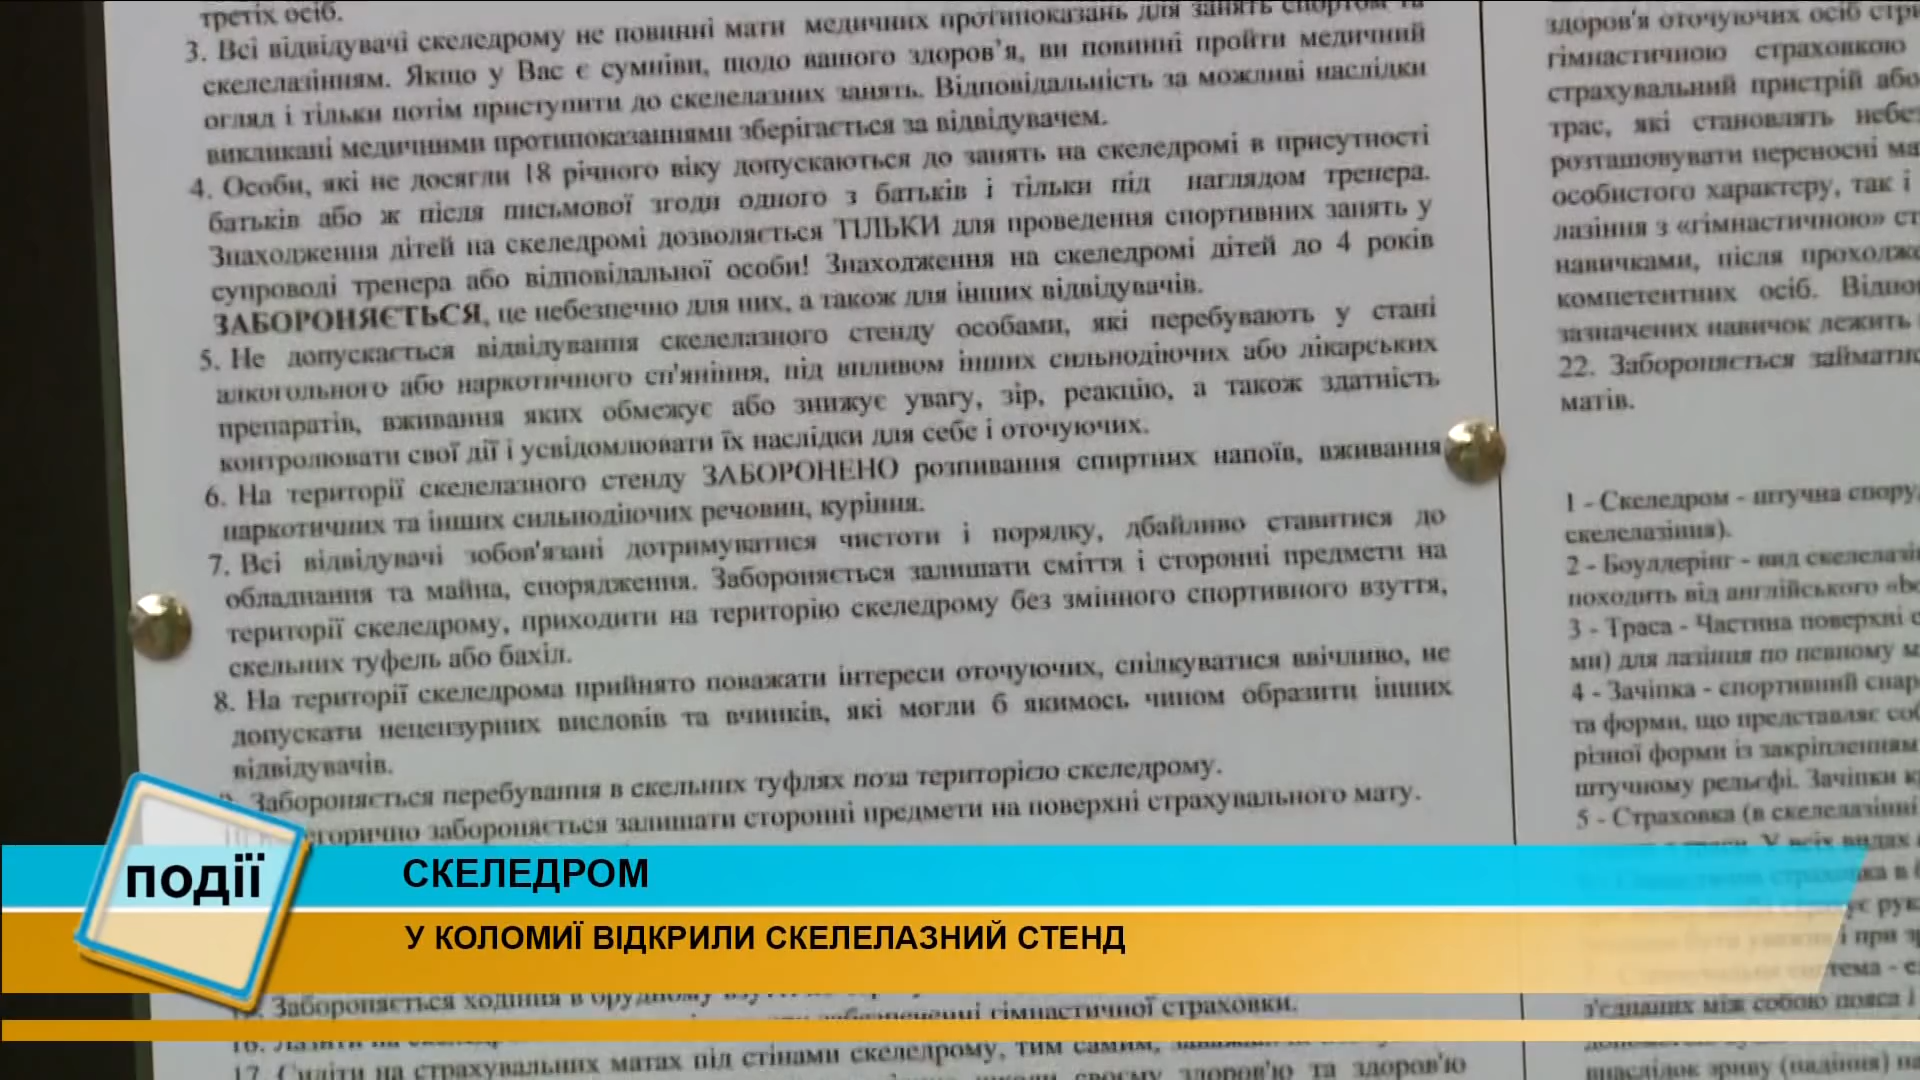 третіх осіб.
3. Всі відвідувачі скеледрому не повинні мати медичних протипоказань для занять спортом та
скелелазінням. Якщо у Вас є сумніви, щодо вашого здоров'я, ви повинні пройти медичний
огляд і тільки потім приступити до скелелазних занять. Відповідальність за можливі наслідки
викликані медичними протипоказаннями зберігається за відвідувачем.
4. Особи, які не досягли 18 річного віку допускаються до занять на скеледромі в присутності
батьків або ж після письмової згоди одного з батьків і тільки під наглядом тренера.
Знаходження дітей на скеледромі дозволяється ТІЛЬКИ для проведення спортивних занять у
супроводі тренера або відповідальної особи! Знаходження на скеледромі дітей до 4 років
ЗАБОРОНЯЄТЬСЯ, це небезпечно для них, а також для інших відвідувачів.
5. Не допускається відвідування скелелазного стенду особами, які перебувають у стані
алкогольного або наркотичного сп'яніння, під впливом інших сильнодіючих або лікарських
препаратів, вживання яких обмежує або знижує увагу, зір, реакцію, а також здатність
контролювати свої дії і усвідомлювати їх наслідки для себе і оточуючих.
6. На території скелелазного стенду ЗАБОРОНЕНО розпивання спиртних напоїв, вживання
наркотичних та інших сильнодіючих речовин, куріння.
7. Всі відвідувачі зобов'язані дотримуватися чистоти і порядку, дбайливо ставитися до
обладнання та майна, спорядження. Забороняється залишати сміття і сторонні предмети на
території скеледрому, приходити на територію скеледрому без змінного спортивного взуття,
скельних туфель або бахіл.
8. На території скеледрома прийнято поважати інтереси оточуючих, спілкуватися ввічливо, не
допускати нецензурних висловів та вчинків, які могли б якимось чином образити інших
відвідувачів.
Забороняється перебування в скельних туфлях поза територією скеледрому.
забороняється залишати сторонні предмети на поверхні страхувального мату.
Забороняється ходіння в брудному
гімнастичної страховки.
16. Лазити на
17. Сидіти на страхувальних матах під стінами скеледрому, тим самим,
своєму здоров'ю та здоров'ю
здоров'я оточуючих осіб
гімнастичною страховкою
страхувальний пристрій або
трас, які становлять
розташовувати переносні
особистого характеру, так і
лазіння з «гімнастичною»
навичками, після
компетентних осіб.
зазначених навичок лежить
22. Забороняється
матів.
1 - Скеледром - штучна
скелелазіння).
2 - Боулдерінг - вид
походить від англійського
3 - Траса - Частина поверхні
ми) для лазіння по певному
4 - Зачіпка - спортивний
та форми, що представляє
різної форми із закріпленням
штучному рельєфі. Зачіпки
5 - Страховка (в скелелазінні
У всіх видах
з'єднаних між собою пояса і
внаслідок зриву (падіння)
події
СКЕЛЕДРОМ
У КОЛОМИЇ ВІДКРИЛИ СКЕЛЕЛАЗНИЙ СТЕНД